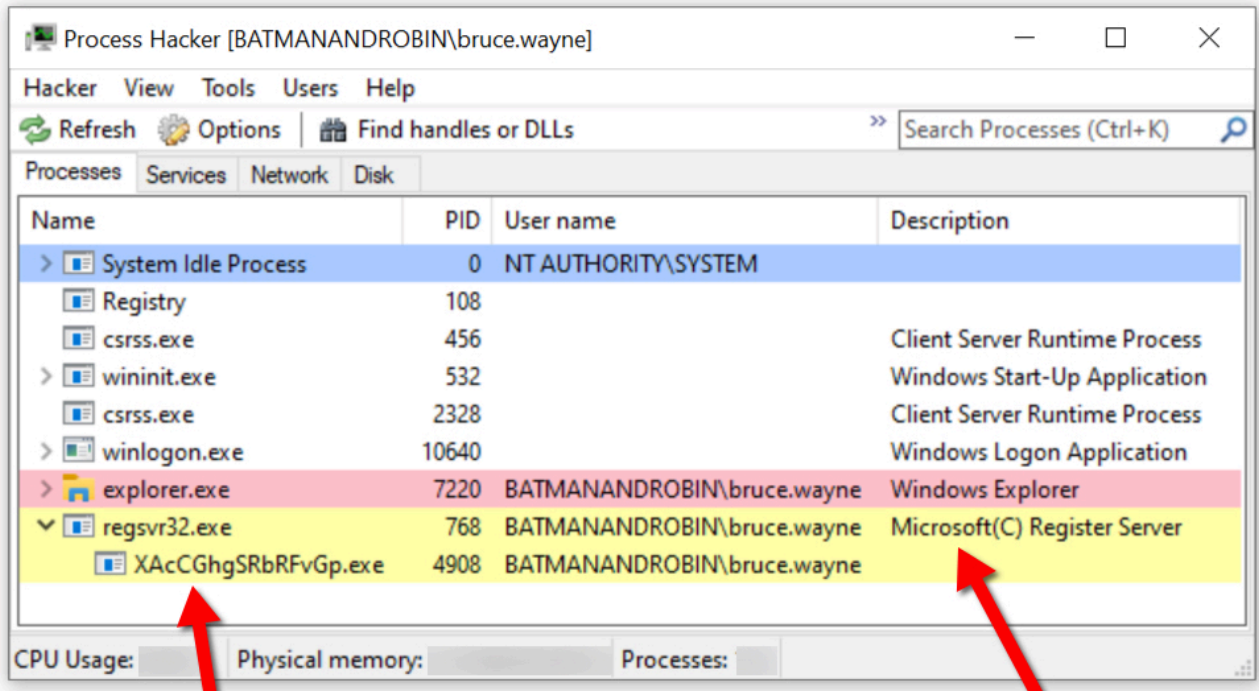 Process Hacker [BATMANANDROBIN\bruce.wayne]
Hacker View Tools Users Help
Refresh Options Find handles or DLLs » Search Processes (Ctrl+K)
Processes Services Network Disk
Name PID User name Description
System Idle Process 0 NT AUTHORITY\SYSTEM
Registry 108
csrss.exe 456 Client Server Runtime Process
wininit.exe 532 Windows Start-Up Application
csrss.exe 2328 Client Server Runtime Process
winlogon.exe 10640 Windows Logon Application
explorer.exe 7220 BATMANANDROBIN\bruce.wayne Windows Explorer
regsvr32.exe 768 BATMANANDROBIN\bruce.wayne Microsoft(C) Register Server
XAcCGhgSRbRFvGp.exe 4908 BATMANANDROBIN\bruce.wayne
CPU Usage: Physical memory: Processes: